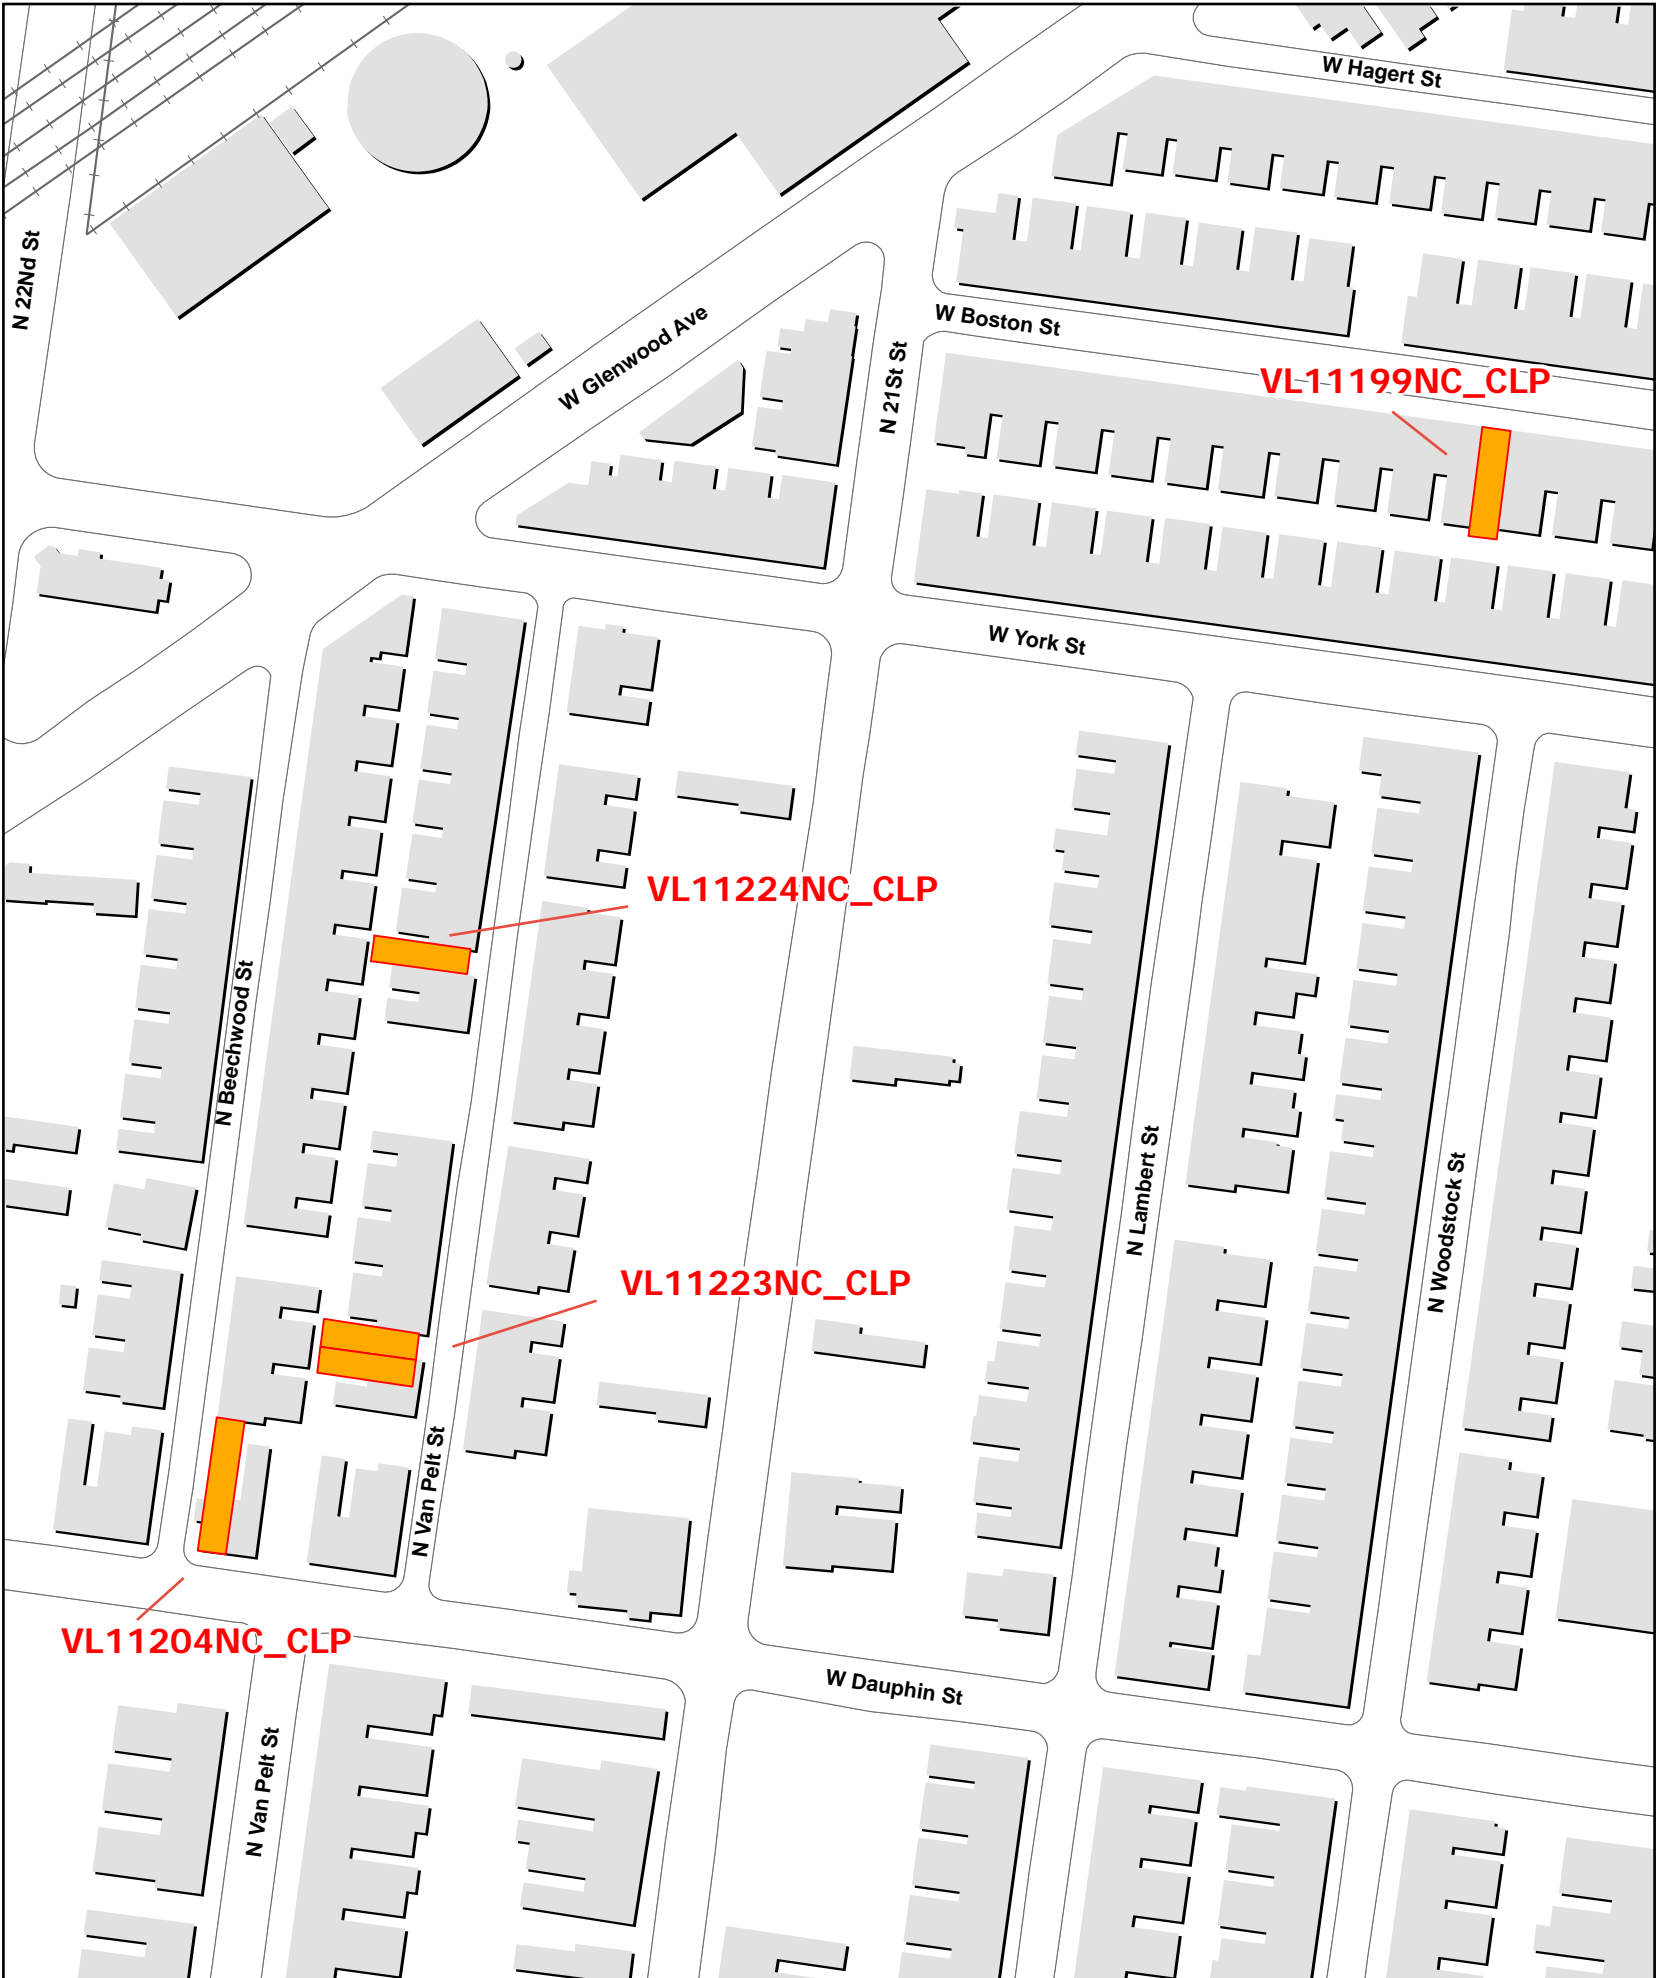 W Hagert St
N 22Nd St
W Boston St
W Glenwood Ave
N 21St St
VL11199NC_CLP
W York St
VL11224NC_CLP
N Beechwood St
N Lambert St
N Woodstock St
VL11223NC_CLP
N Van Pelt St
VL11204NC_CLP
W Dauphin St
N Van Pelt St